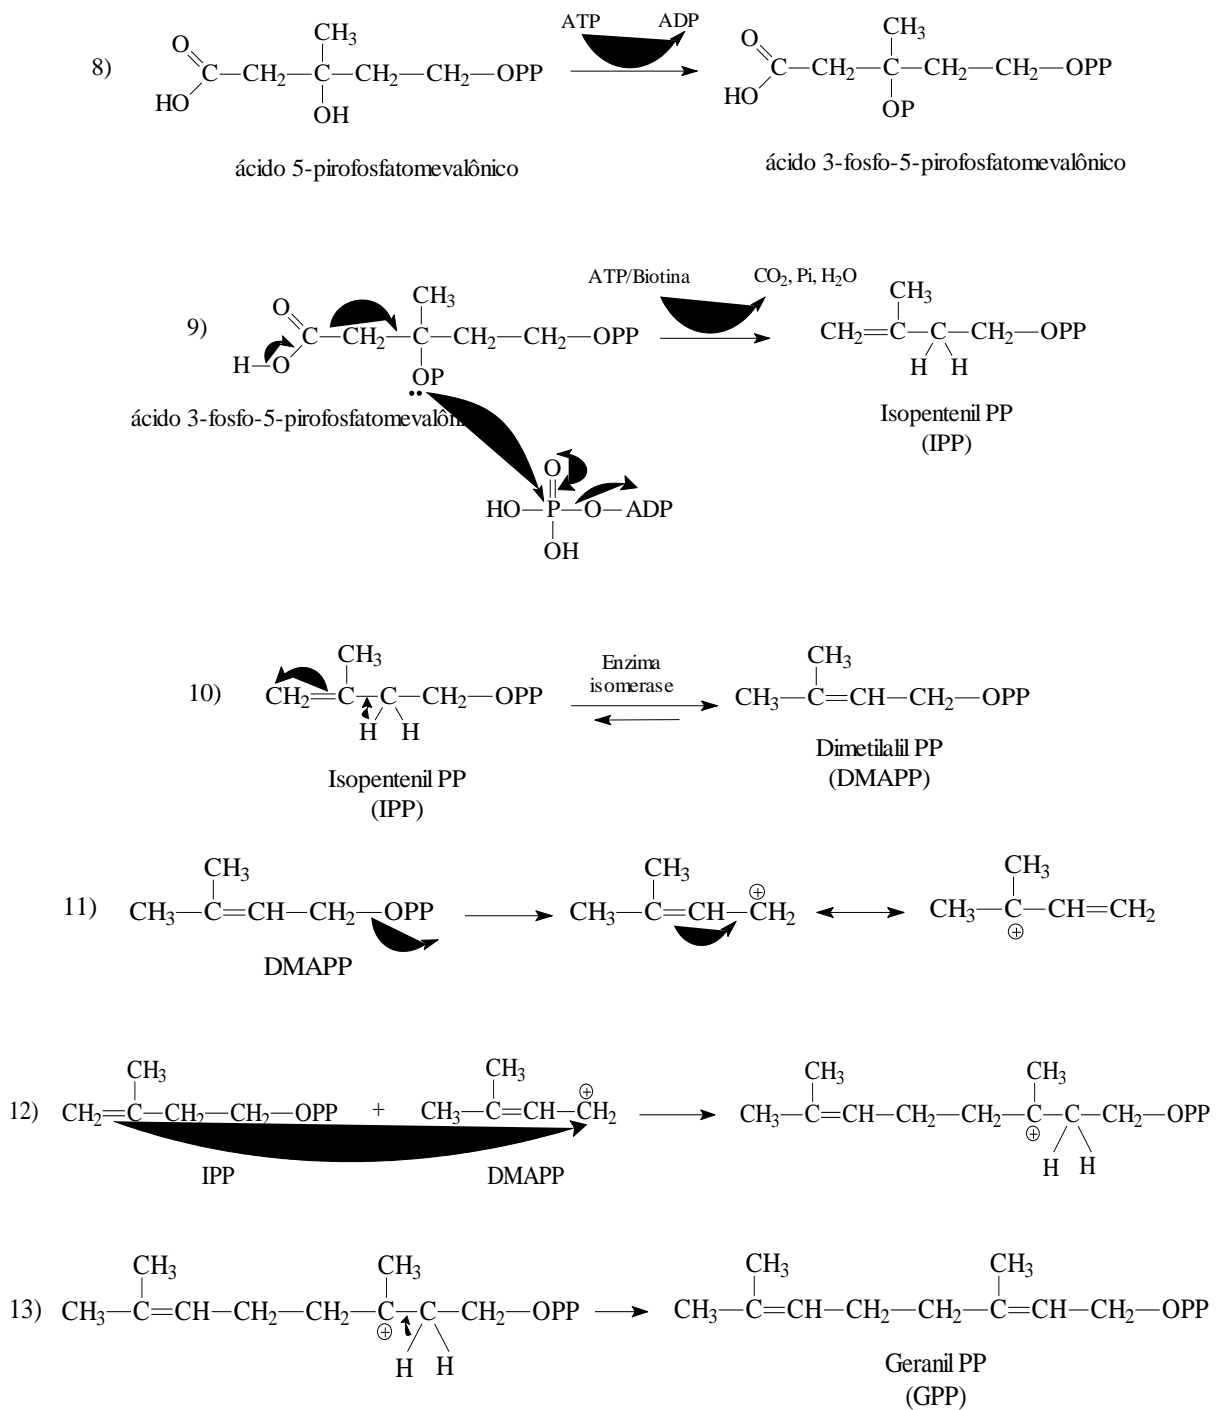 ATP ADP
8) O HO C—CH₂—C—CH₂—CH₂—OPP CH₃ OH
O HO C—CH₂—C—CH₂—CH₂—OPP CH₃ OP
ácido 5-pirofosfatomevalônico
ácido 3-fosfo-5-pirofosfatomevalônico
ATP/Biotina CO₂, Pi, H₂O
9) O H—O C—CH₂—C—CH₂—CH₂—OPP CH₃ OP
CH₂=C—C—CH₂—OPP CH₃ H H
ácido 3-fosfo-5-pirofosfatomevalôn
Isopentenil PP
(IPP)
O
HO—P—O—ADP
OH
10) CH₂=C—C—CH₂—OPP CH₃ H H
Enzima
isomerase
CH₃
CH₃—C=CH—CH₂—OPP
Isopentenil PP
(IPP)
Dimetilalil PP
(DMAPP)
CH₃ CH₃ ⊕ CH₃
11) CH₃—C=CH—CH₂—OPP CH₃—C=CH—CH₂ CH₃—C—CH=CH₂
⊕
DMAPP
CH₃ CH₃ ⊕ CH₃ CH₃
12) CH₂=C—CH₂—CH₂—OPP + CH₃—C=CH—CH₂ CH₃—C=CH—CH₂—CH₂—C—C—CH₂—OPP
⊕ H H
IPP DMAPP
CH₃ CH₃ CH₃ CH₃
13) CH₃—C=CH—CH₂—CH₂—C—C—CH₂—OPP CH₃—C=CH—CH₂—CH₂—C=CH—CH₂—OPP
⊕ H H
Geranil PP
(GPP)